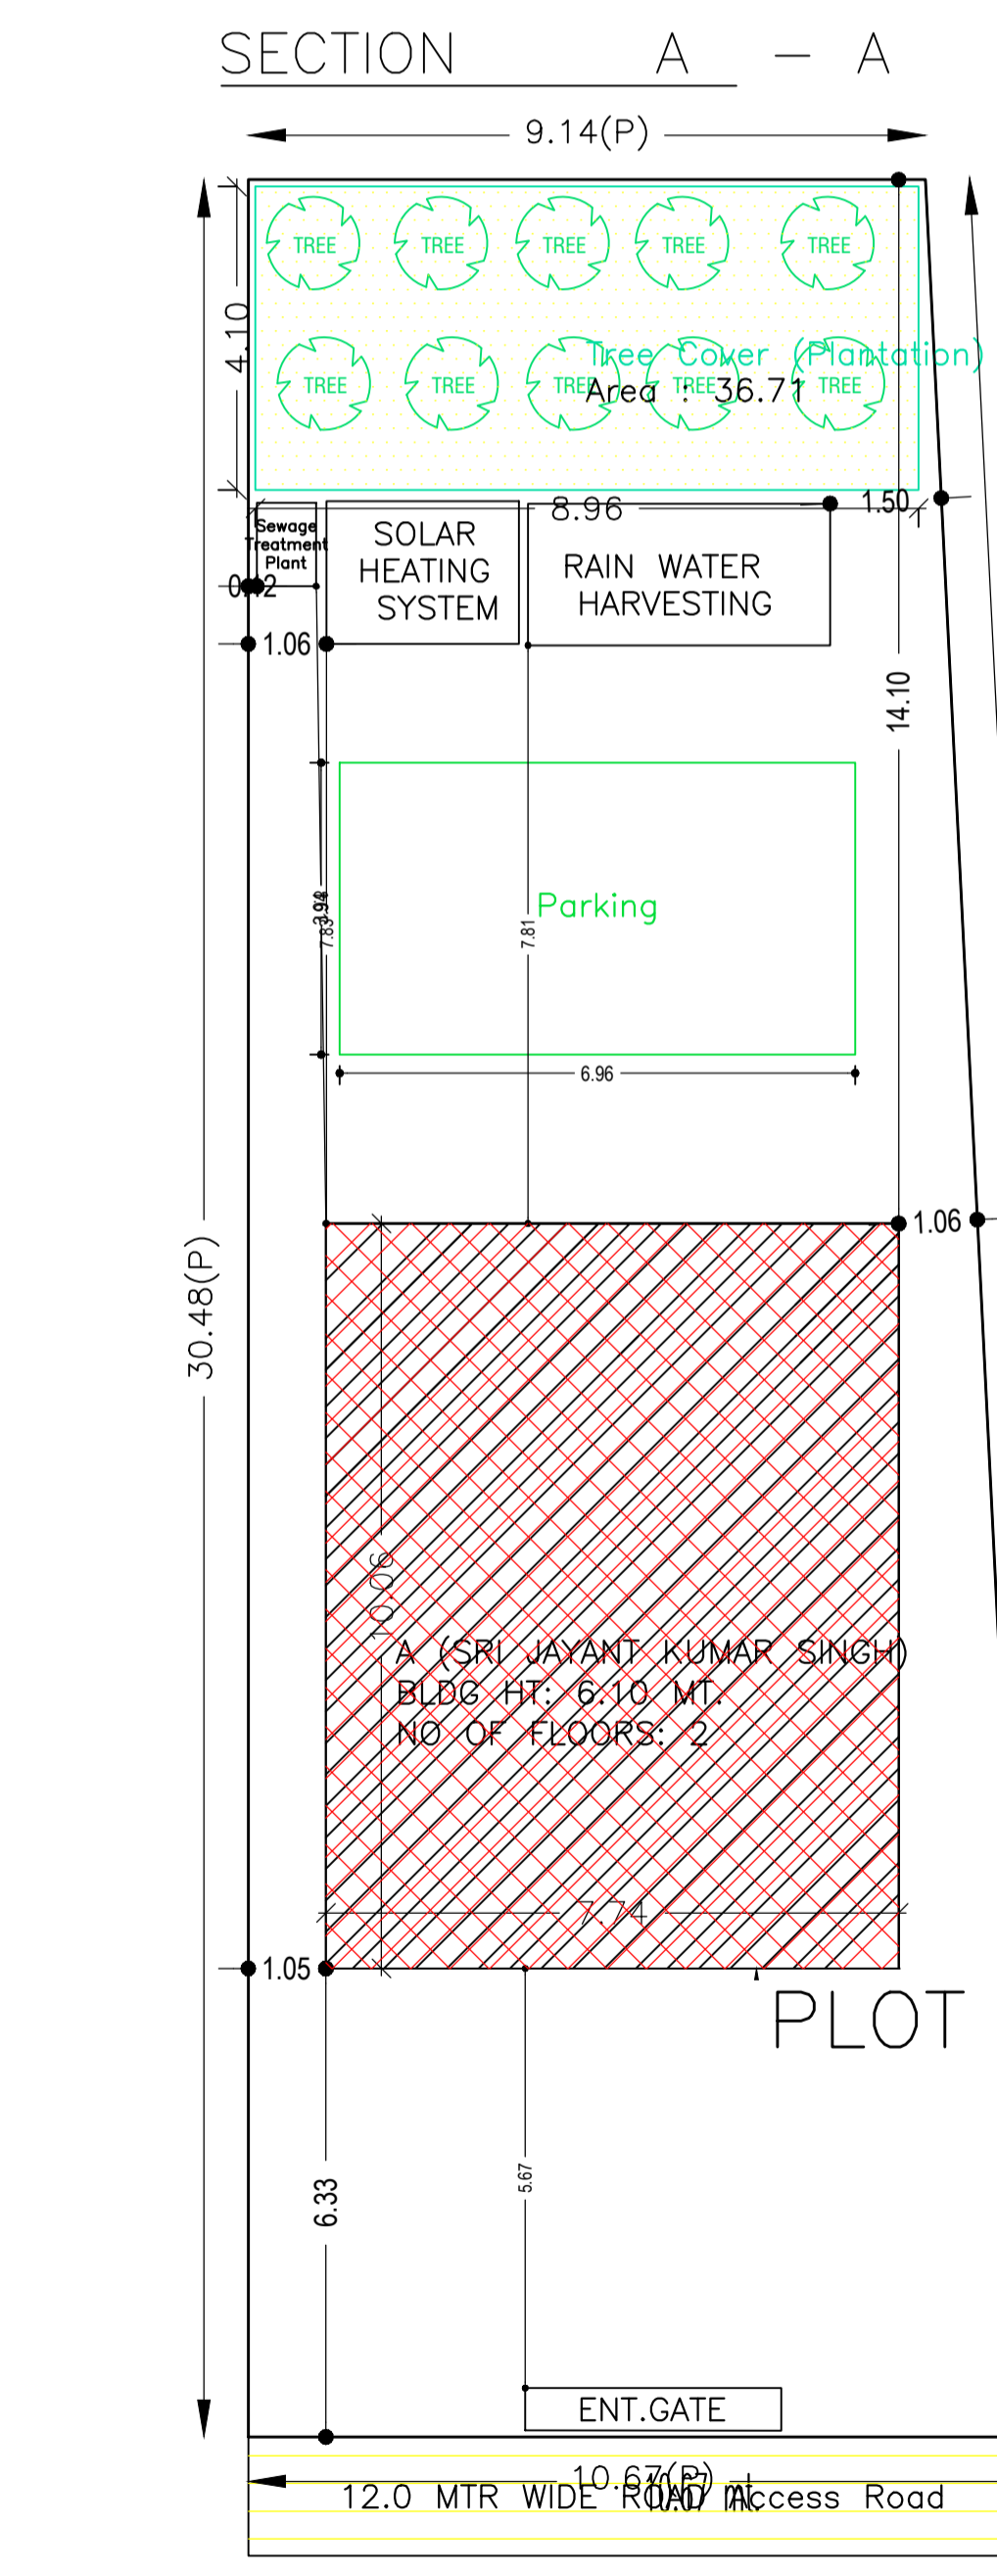 SECTION A - A
9.14(P)
TREE TREE TREE TREE TREE
4.10
Tree Cover (Plantation)
TREE TREE TREE TREE TREE
Area : 36.71
1.50
8.96
Sewage
Treatment
Plant
SOLAR
HEATING
SYSTEM
RAIN WATER
HARVESTING
1.06
14.10
Parking
7.83
7.81
6.96
1.06
30.48(P)
10.06
A (SRI JAYANT KUMAR SINGH)
BLDG HT: 6.10 MT.
NO OF FLOORS: 2
7.74
1.05
PLOT
6.33
5.67
ENT.GATE
10.67(P)
12.0 MTR WIDE ROAD Access Road